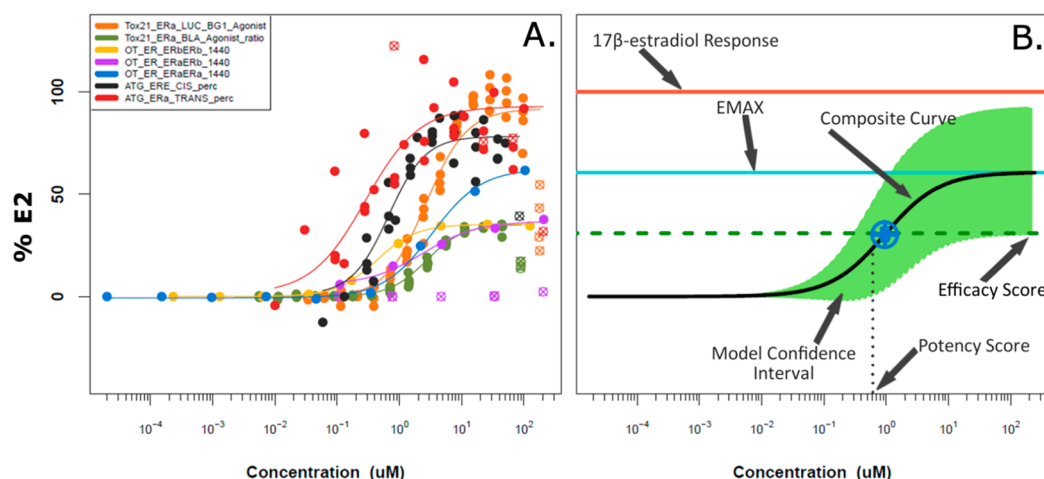 Tox21_ERa_LUC_BG1_Agonist
Tox21_ERa_BLA_Agonist_ratio
OT_ER_ErbErb_1440
OT_ER_ERaERb_1440
OT_ER_ERaERa_1440
ATG_ERE_CIS_perc
ATG_ERa_TRANS_perc
A.
% E2
100
50
0
10⁻⁴ 10⁻³ 10⁻² 10⁻¹ 10⁰ 10¹ 10²
Concentration (uM)
B.
17β-estradiol Response
EMAX
Composite Curve
Efficacy Score
Model Confidence
Interval
Potency Score
10⁻⁴ 10⁻³ 10⁻² 10⁻¹ 10⁰ 10¹ 10²
Concentration (uM)